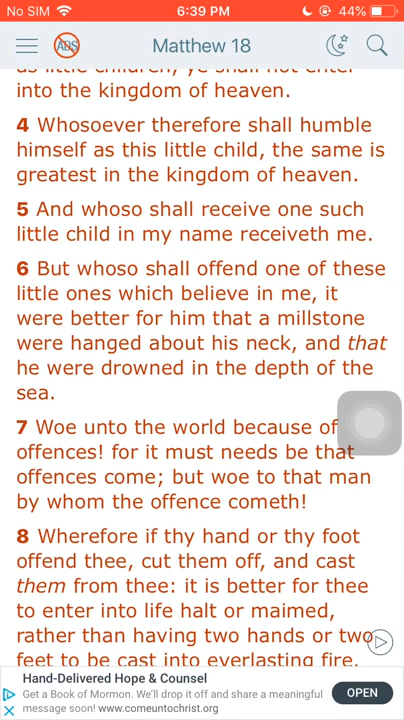 No SIM 6:39 PM 44%
ADS Matthew 18
as little children, ye shall not enter
into the kingdom of heaven.
4 Whosoever therefore shall humble
himself as this little child, the same is
greatest in the kingdom of heaven.
5 And whoso shall receive one such
little child in my name receiveth me.
6 But whoso shall offend one of these
little ones which believe in me, it
were better for him that a millstone
were hanged about his neck, and that
he were drowned in the depth of the
sea.
7 Woe unto the world because of
offences! for it must needs be that
offences come; but woe to that man
by whom the offence cometh!
8 Wherefore if thy hand or thy foot
offend thee, cut them off, and cast
them from thee: it is better for thee
to enter into life halt or maimed,
rather than having two hands or two
feet to be cast into everlasting fire.
Hand-Delivered Hope & Counsel
Get a Book of Mormon. We'll drop it off and share a meaningful
message soon! www.comeuntochrist.org
OPEN